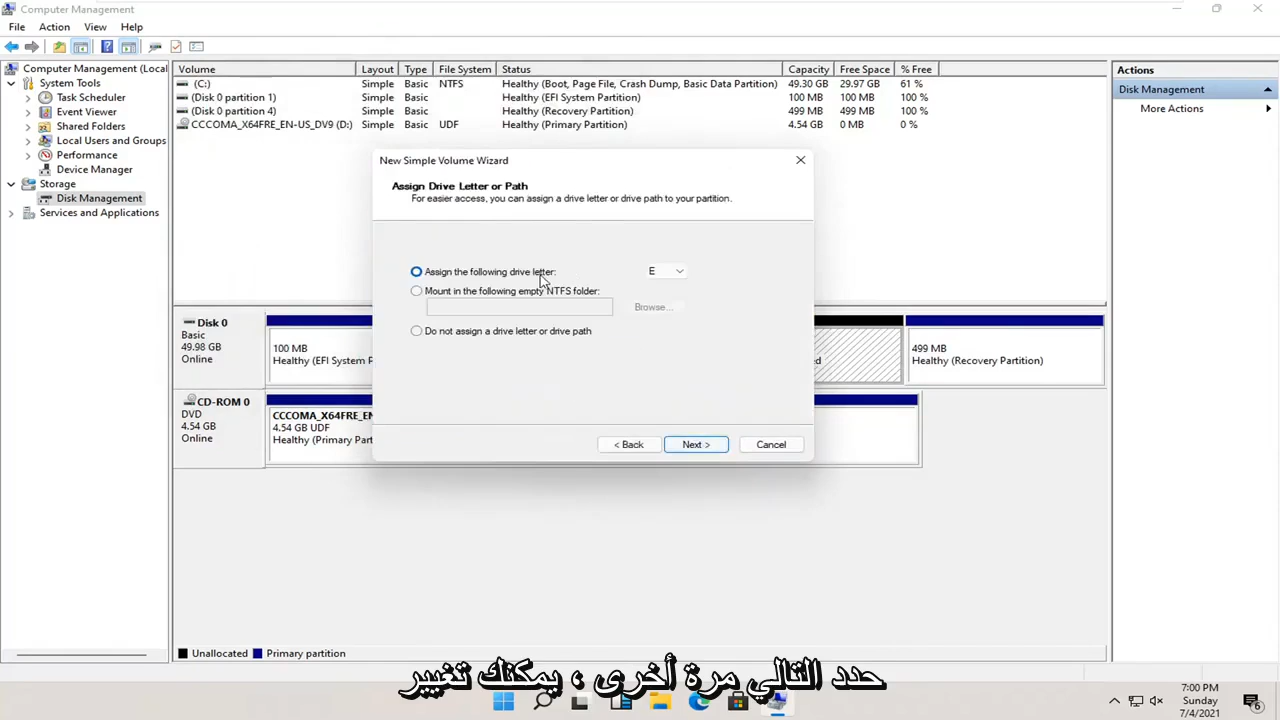 Computer Management
File Action View Help
Computer Management (Local
System Tools
Task Scheduler
Event Viewer
Shared Folders
Local Users and Groups
Performance
Device Manager
Storage
Disk Management
Services and Applications
Volume Layout Type File System Status Capacity Free Space % Free
(C:) Simple Basic NTFS Healthy (Boot, Page File, Crash Dump, Basic Data Partition) 49.30 GB 29.97 GB 61 %
(Disk 0 partition 1) Simple Basic Healthy (EFI System Partition) 100 MB 100 MB 100 %
(Disk 0 partition 4) Simple Basic Healthy (Recovery Partition) 499 MB 499 MB 100 %
CCCOMA_X64FRE_EN-US_DV9 (D:) Simple Basic UDF Healthy (Primary Partition) 4.54 GB 0 MB 0 %
Actions
Disk Management
More Actions
New Simple Volume Wizard
Assign Drive Letter or Path
For easier access, you can assign a drive letter or drive path to your partition.
Assign the following drive letter: E
Mount in the following empty NTFS folder:
Browse...
Do not assign a drive letter or drive path
< Back Next > Cancel
Disk 0
Basic
49.98 GB
Online
100 MB
Healthy (EFI System P
499 MB
Healthy (Recovery Partition)
CD-ROM 0
DVD
4.54 GB
Online
CCCOMA_X64FRE_EN
4.54 GB UDF
Healthy (Primary Part
Unallocated Primary partition
حدد التالي مرة أخرى ، يمكنك تغيير
7:00 PM
Sunday
7/4/2021
6